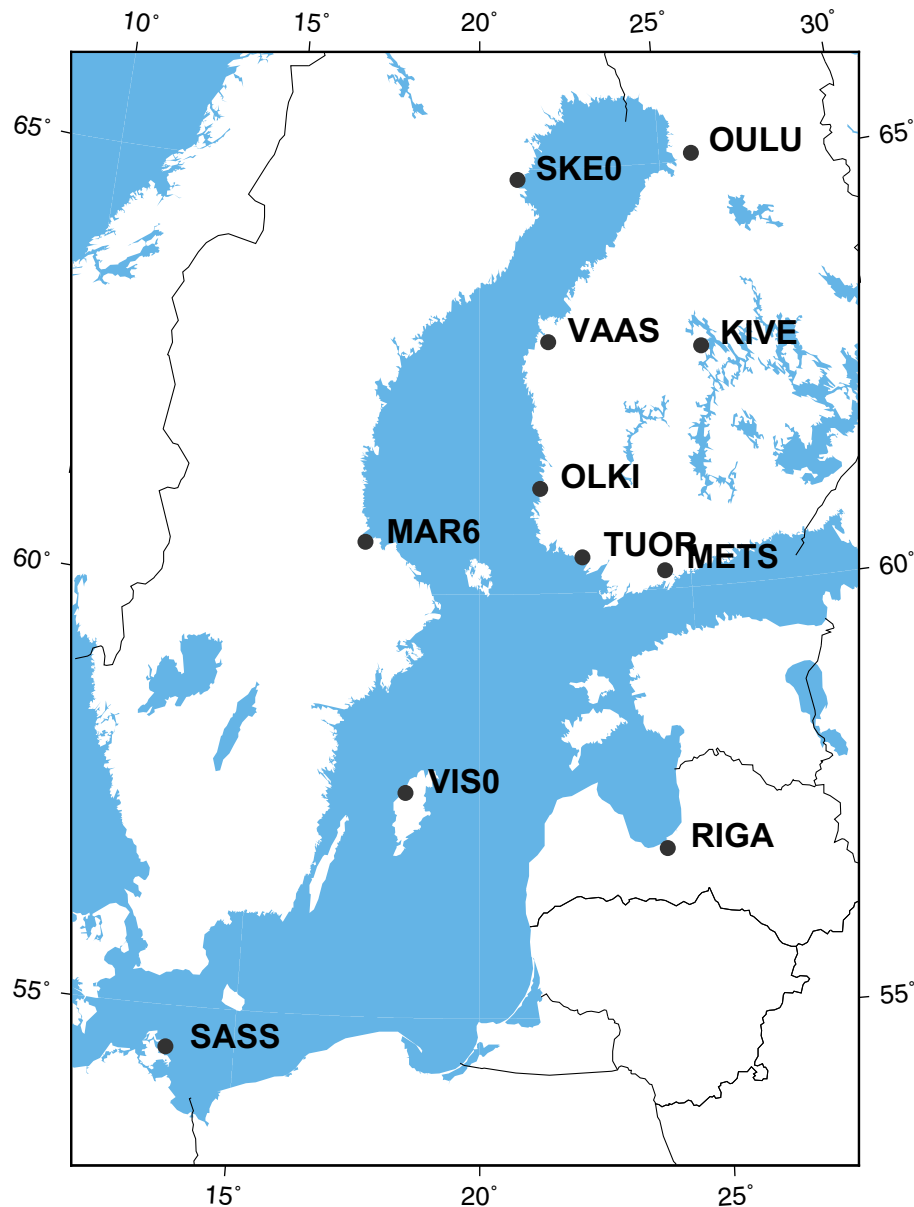 10° 15° 20° 25° 30°
65° 65°
OULU
SKE0
VAAS KIVE
OLKI
MAR6 TUOR METS
60° 60°
VIS0
RIGA
55° 55°
SASS
15° 20° 25°